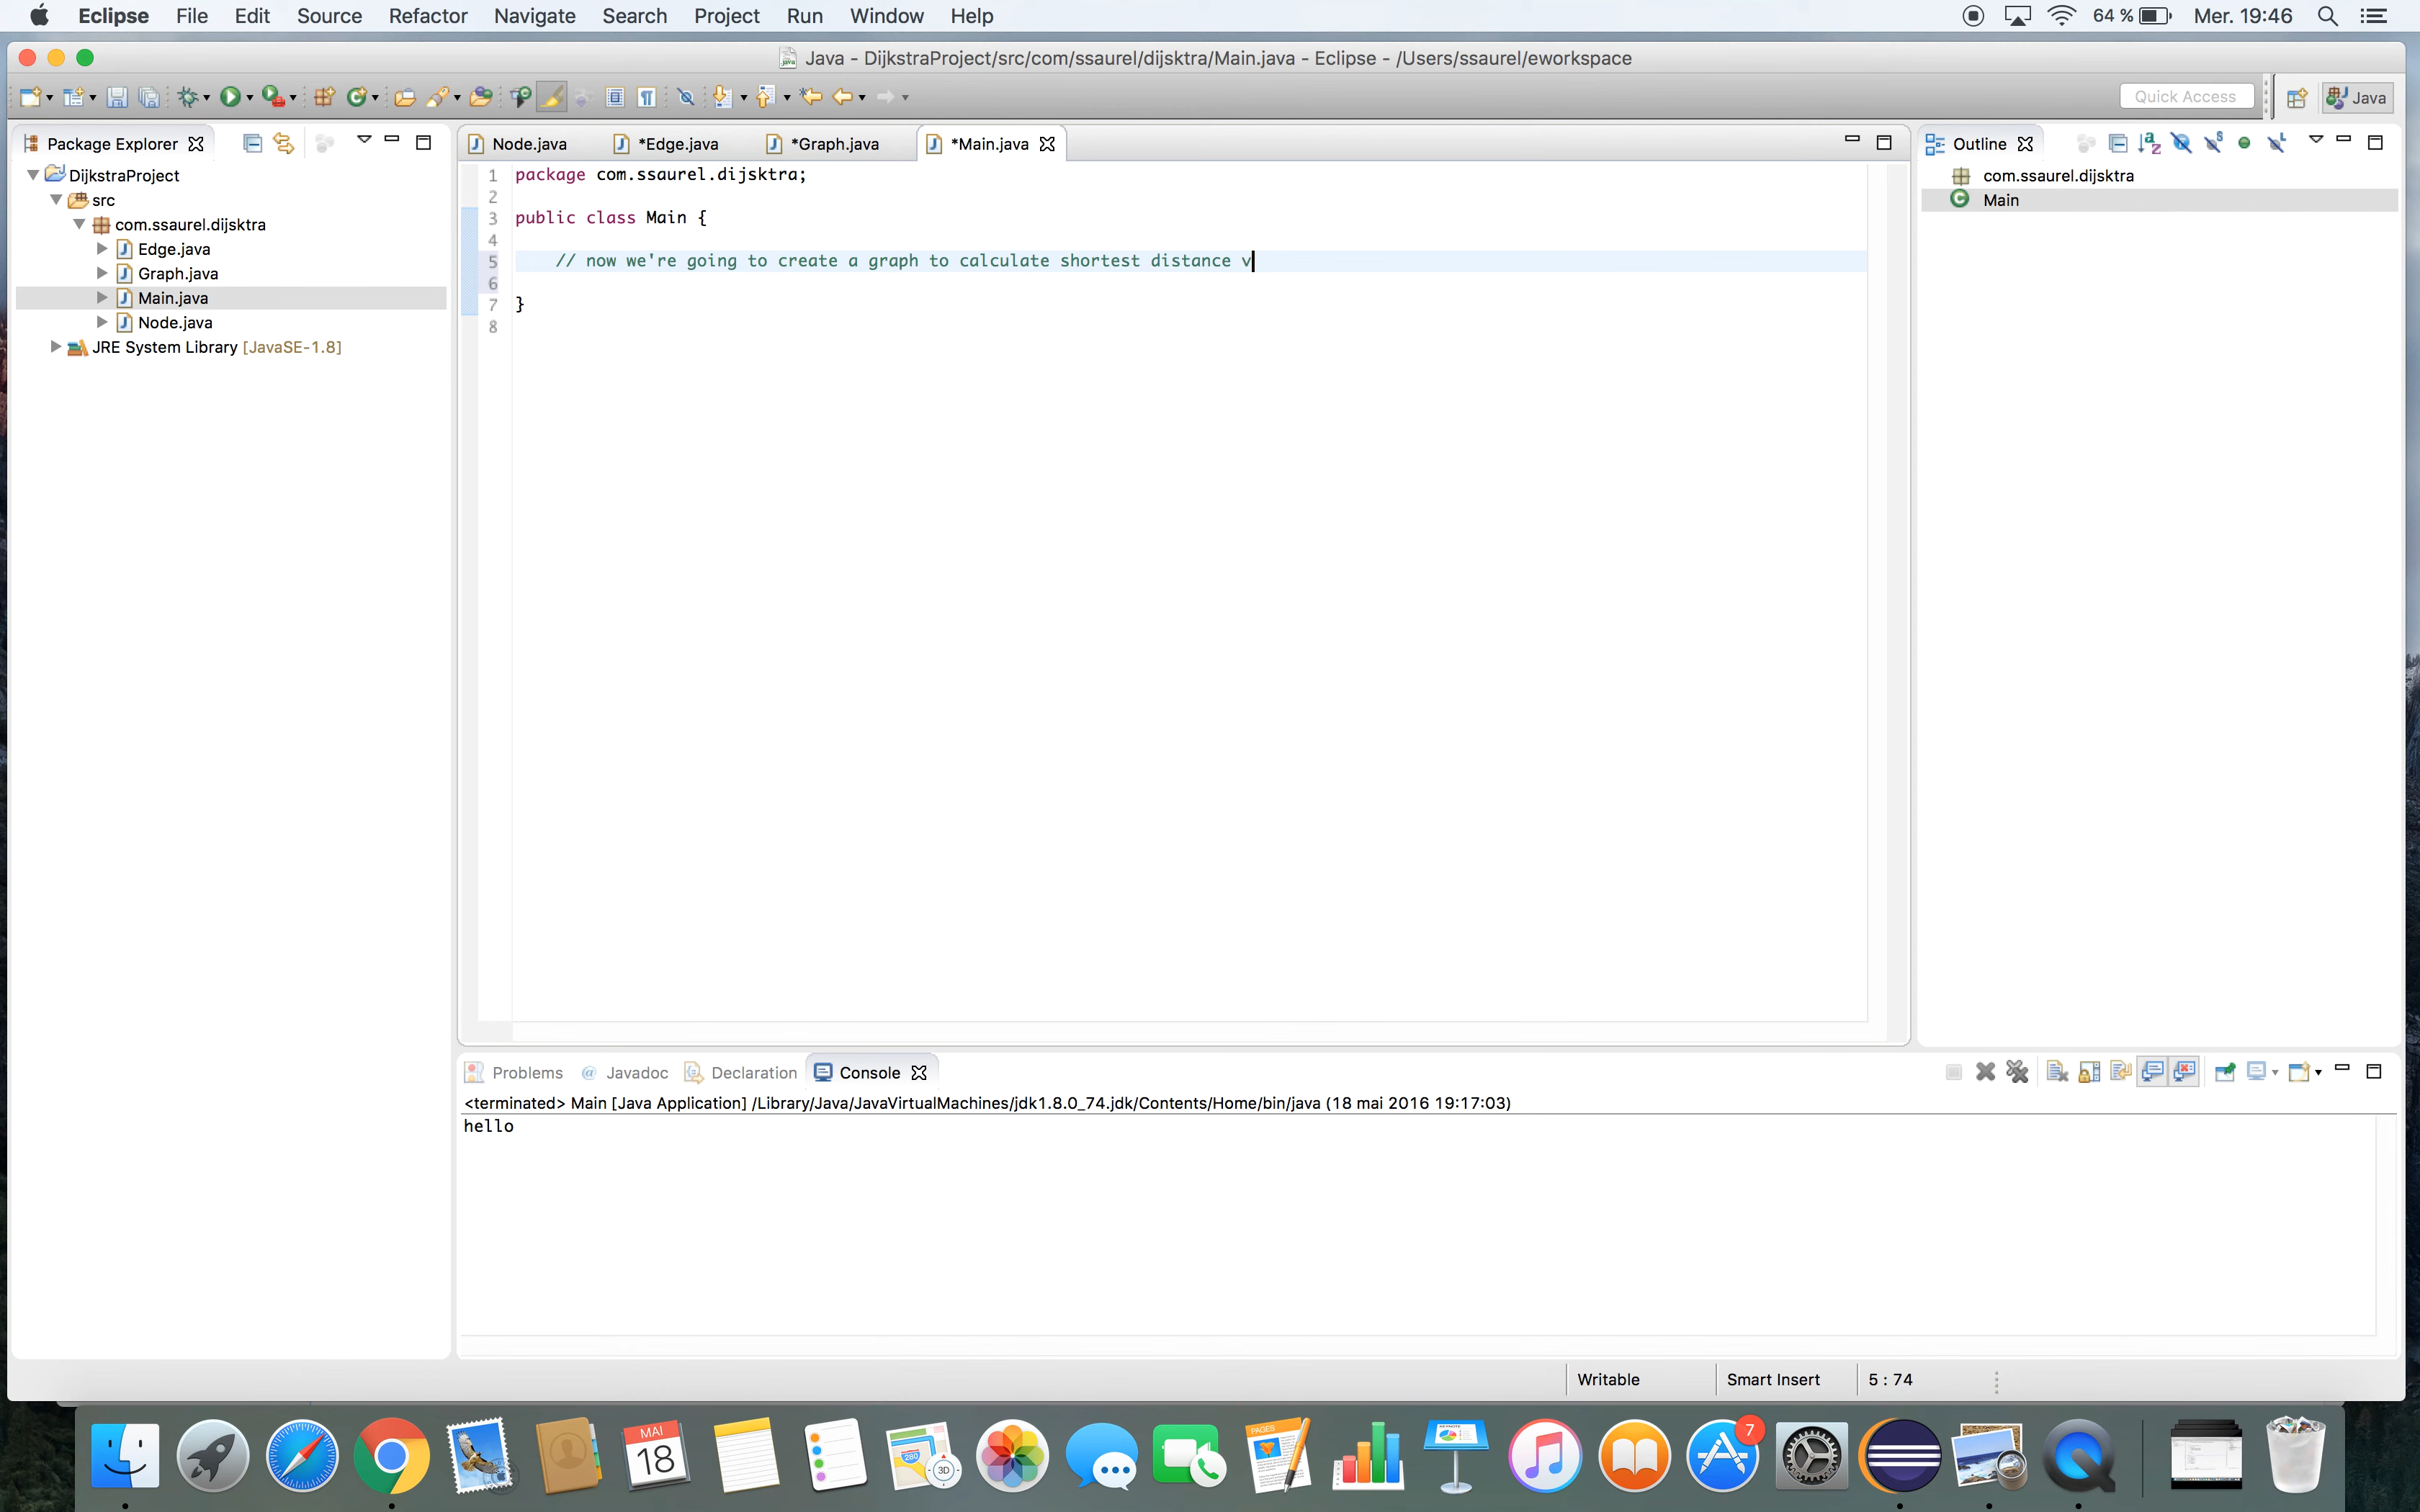 Eclipse File Edit Source Refactor Navigate Search Project Run Window Help 64 % Mer. 19:46
Java - DijkstraProject/src/com/ssaurel/dijsktra/Main.java - Eclipse - /Users/ssaurel/eworkspace
Quick Access Java
Package Explorer
DijkstraProject
src
com.ssaurel.dijsktra
Edge.java
Graph.java
Main.java
Node.java
JRE System Library [JavaSE-1.8]
Node.java *Edge.java *Graph.java *Main.java
1 package com.ssaurel.dijsktra;
2
3 public class Main {
4
5 // now we're going to create a graph to calculate shortest distance v
6
7 }
8
Outline
com.ssaurel.dijsktra
Main
Problems Javadoc Declaration Console
<terminated> Main [Java Application] /Library/Java/JavaVirtualMachines/jdk1.8.0_74.jdk/Contents/Home/bin/java (18 mai 2016 19:17:03)
hello
Writable Smart Insert 5 : 74
MAI
18
280
3D
PAGES
7